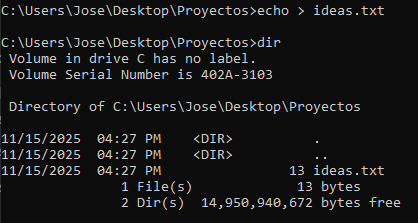 C:\Users\Jose\Desktop\Proyectos>echo > ideas.txt
C:\Users\Jose\Desktop\Proyectos>dir
Volume in drive C has no label.
Volume Serial Number is 402A-3103
Directory of C:\Users\Jose\Desktop\Proyectos
11/15/2025  04:27 PM    <DIR>          .
11/15/2025  04:27 PM    <DIR>          ..
11/15/2025  04:27 PM                13 ideas.txt
1 File(s)             13 bytes
2 Dir(s)  14,950,940,672 bytes free